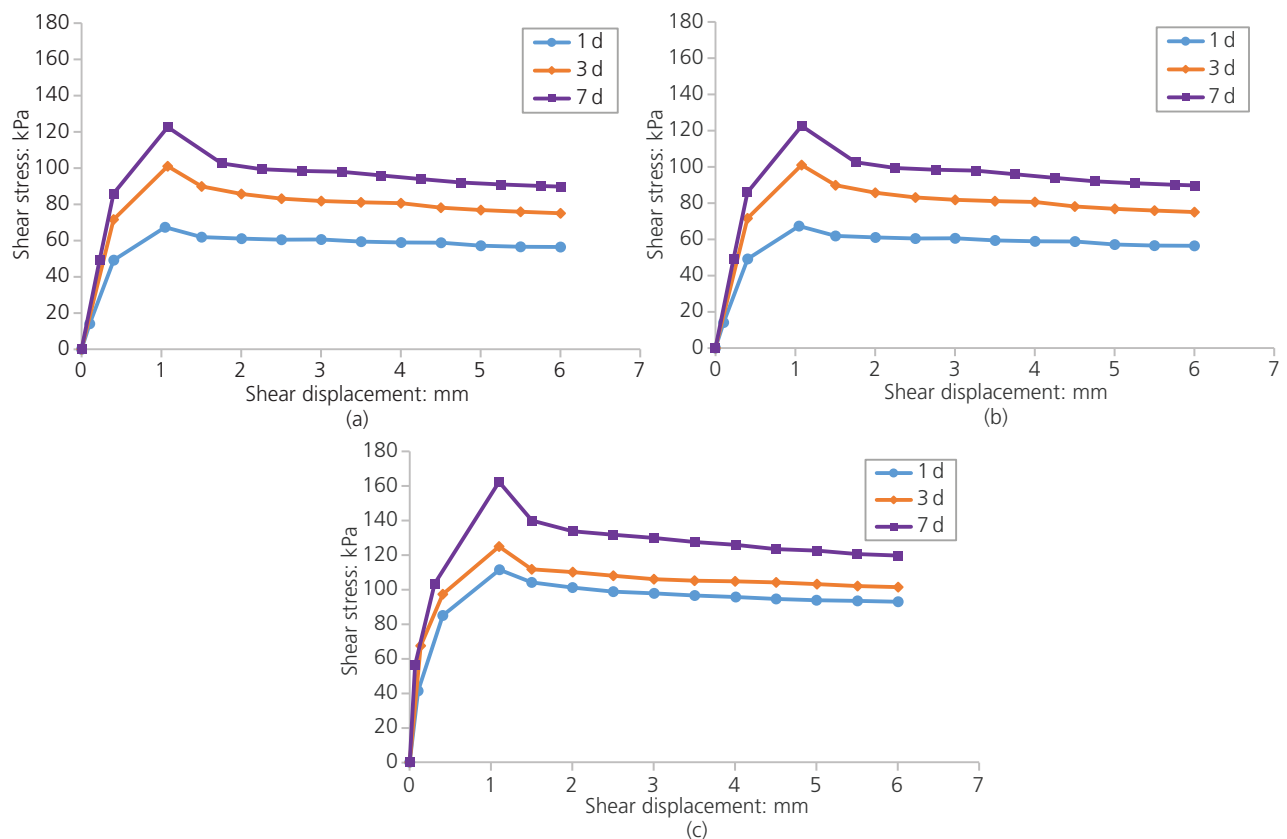 180
160
140
120
100
80
60
40
20
0
Shear stress: kPa
1 d
3 d
7 d
0 1 2 3 4 5 6 7
Shear displacement: mm
(a)
180
160
140
120
100
80
60
40
20
0
Shear stress: kPa
1 d
3 d
7 d
0 1 2 3 4 5 6 7
Shear displacement: mm
(b)
180
160
140
120
100
80
60
40
20
0
Shear stress: kPa
1 d
3 d
7 d
0 1 2 3 4 5 6 7
Shear displacement: mm
(c)